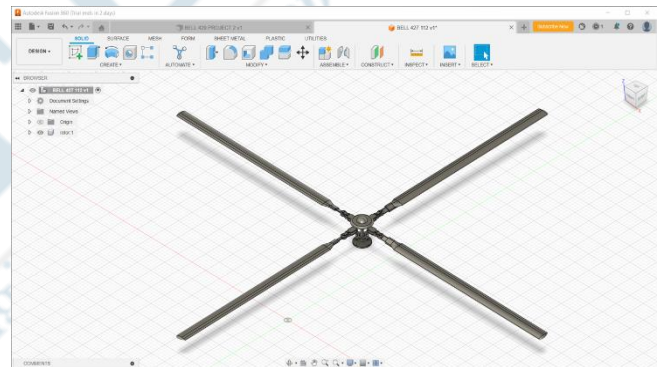 Autodesk Fusion 360 (Trial ends in 2 days)
BELL 429 PROJECT 2 v1
BELL 427 112 v1*
Subscribe Now
1
DESIGN
SOLID SURFACE MESH FORM SHEET METAL PLASTIC UTILITIES
CREATE AUTOMATE MODIFY ASSEMBLE CONSTRUCT INSPECT INSERT SELECT
BROWSER
BELL 427 112 v1
Document Settings
Named Views
Origin
COMMENTS